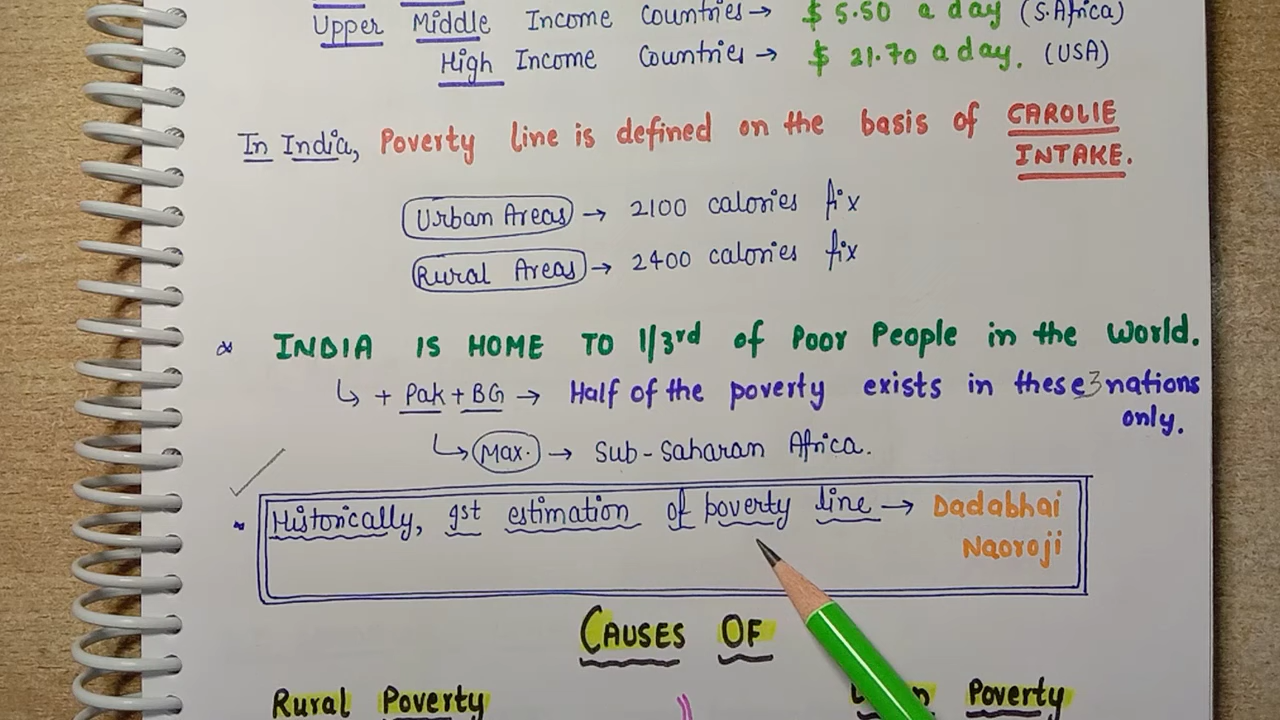 Upper Middle Income Countries → $ 5.50 a day (S.Africa)
High Income Countries → $ 21.70 a day. (USA)
In India, Poverty line is defined on the basis of CAROLIE
INTAKE.
Urban Areas → 2100 calories fix
Rural Areas → 2400 calories fix
INDIA IS HOME TO 1/3rd of Poor People in the World.
↳ + Pak + BG → Half of the poverty exists in these 3 nations
only.
↳ Max. → Sub-Saharan Africa.
Historically, 1st estimation of poverty line → Dadabhai
Naoroji
CAUSES OF
Rural Poverty
Poverty